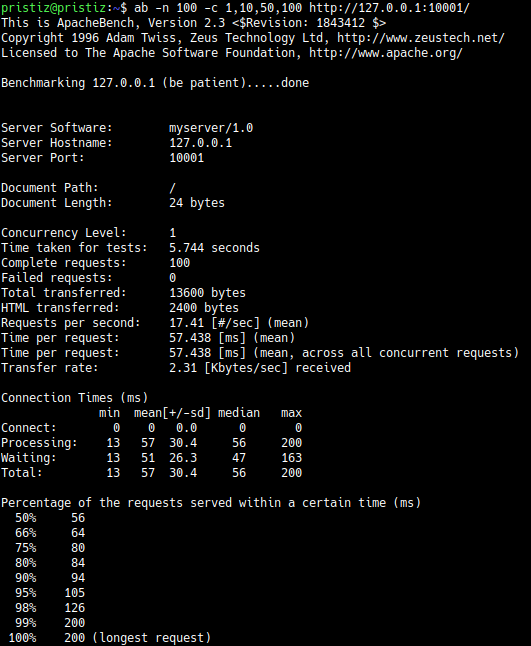 pristiz@pristiz:~$ ab -n 100 -c 1,10,50,100 http://127.0.0.1:10001/
This is ApacheBench, Version 2.3 <$Revision: 1843412 $>
Copyright 1996 Adam Twiss, Zeus Technology Ltd, http://www.zeustech.net/
Licensed to The Apache Software Foundation, http://www.apache.org/

Benchmarking 127.0.0.1 (be patient).....done


Server Software:        myserver/1.0
Server Hostname:        127.0.0.1
Server Port:            10001

Document Path:          /
Document Length:        24 bytes

Concurrency Level:      1
Time taken for tests:   5.744 seconds
Complete requests:      100
Failed requests:        0
Total transferred:      13600 bytes
HTML transferred:       2400 bytes
Requests per second:    17.41 [#/sec] (mean)
Time per request:       57.438 [ms] (mean)
Time per request:       57.438 [ms] (mean, across all concurrent requests)
Transfer rate:          2.31 [Kbytes/sec] received

Connection Times (ms)
              min  mean[+/-sd] median   max
Connect:        0    0   0.0      0       0
Processing:    13   57  30.4     56     200
Waiting:       13   51  26.3     47     163
Total:         13   57  30.4     56     200

Percentage of the requests served within a certain time (ms)
  50%     56
  66%     64
  75%     80
  80%     84
  90%     94
  95%    105
  98%    126
  99%    200
 100%    200 (longest request)